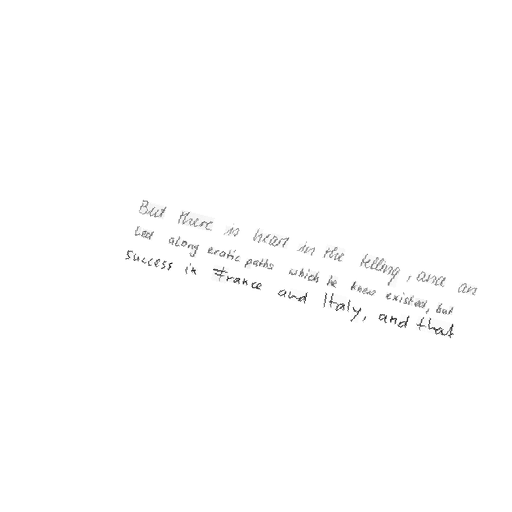 But there is heart in the telling, and an
led along erotic paths which he knew existed, but
success in France and Italy, and that